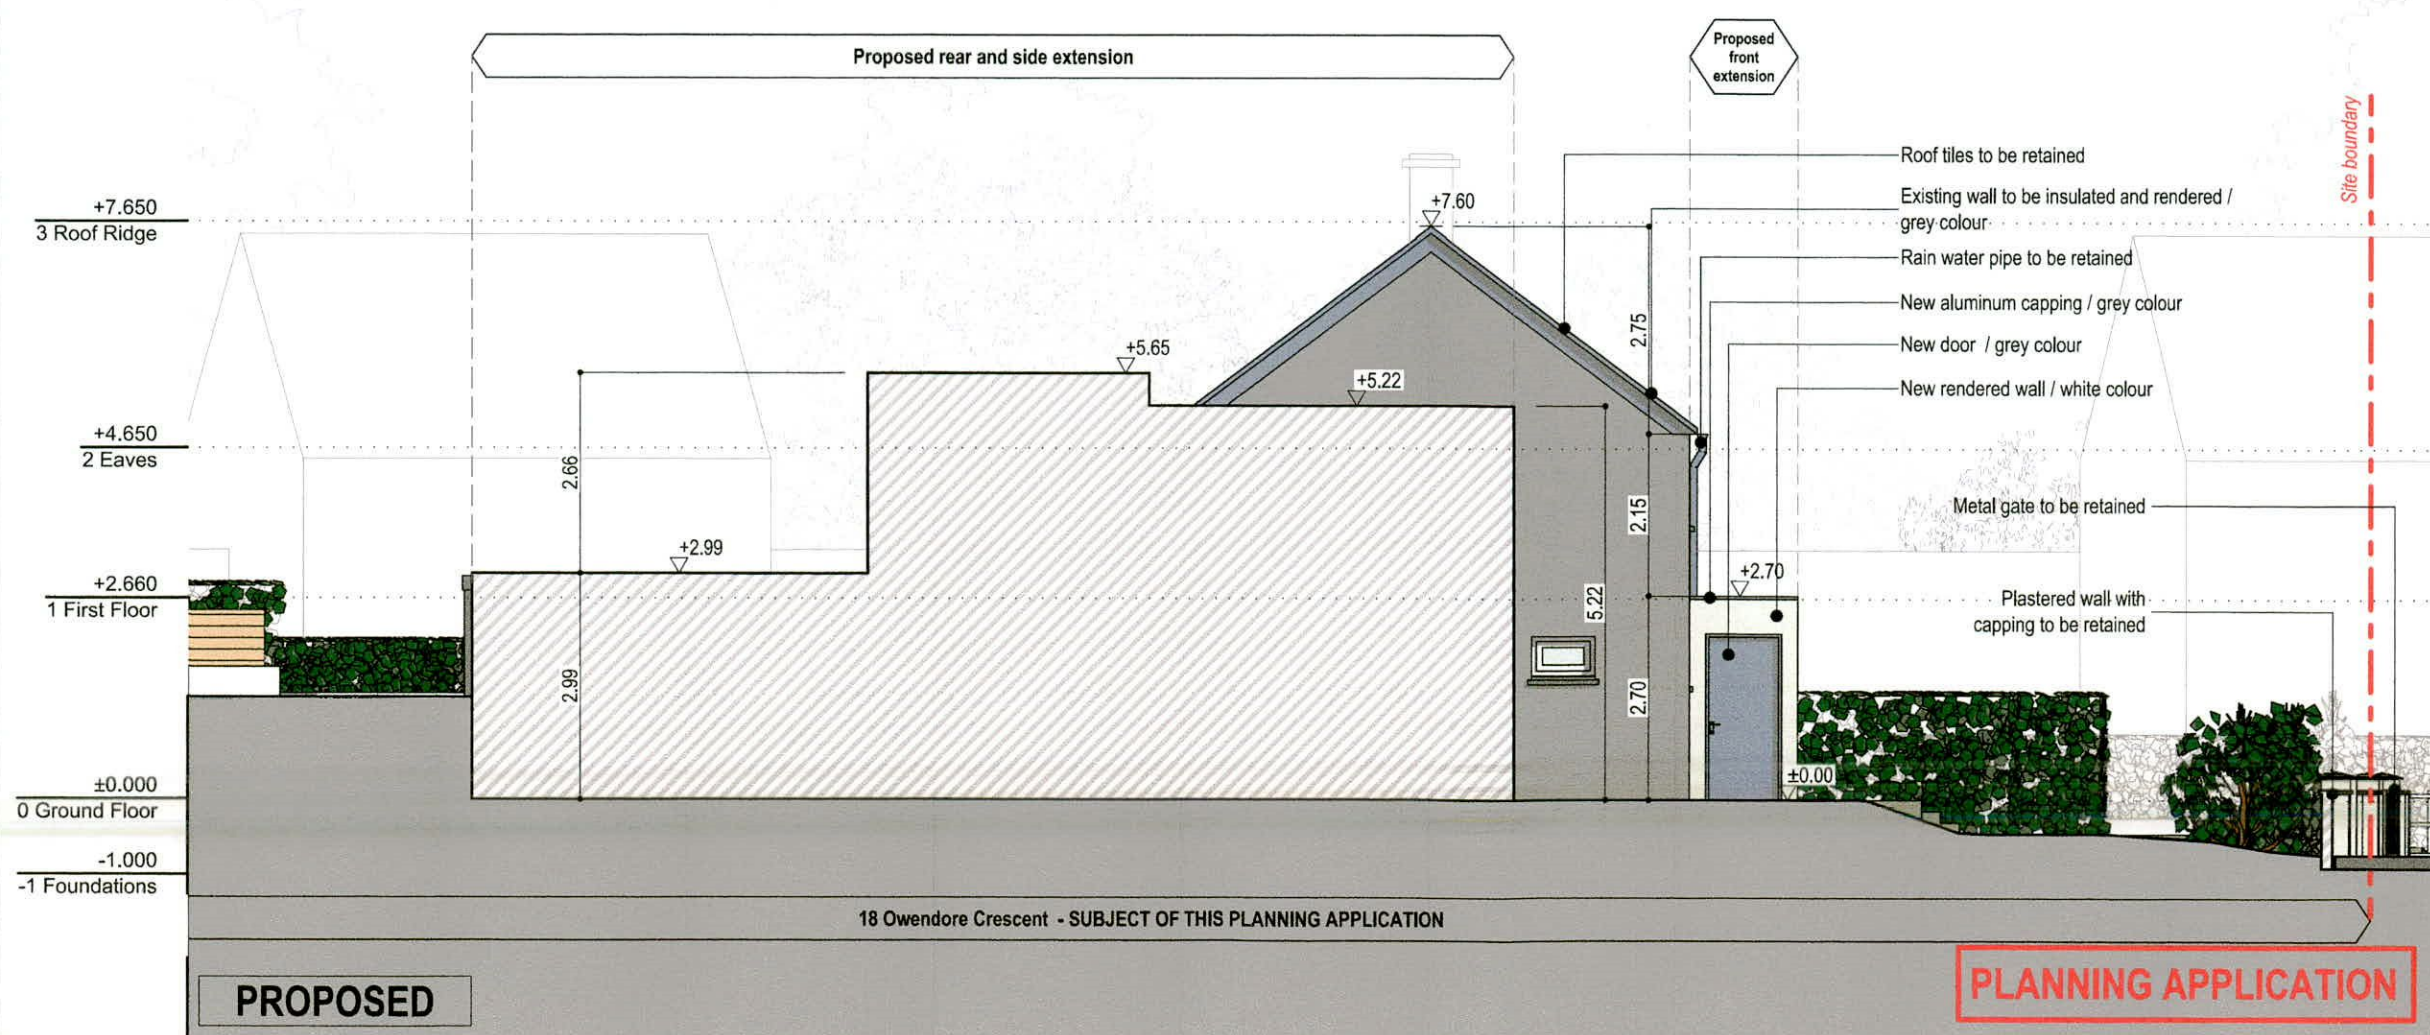 Proposed rear and side extension
Proposed
front
extension
Site boundary
Roof tiles to be retained
Existing wall to be insulated and rendered /
grey colour
Rain water pipe to be retained
New aluminum capping / grey colour
New door / grey colour
New rendered wall / white colour
Metal gate to be retained
Plastered wall with
capping to be retained
+7.650
3 Roof Ridge
+4.650
2 Eaves
+2.660
1 First Floor
±0.000
0 Ground Floor
-1.000
-1 Foundations
+7.60
+5.65
+5.22
+2.99
+2.70
±0.00
2.66
2.99
2.75
2.15
5.22
2.70
18 Owendore Crescent - SUBJECT OF THIS PLANNING APPLICATION
PROPOSED
PLANNING APPLICATION